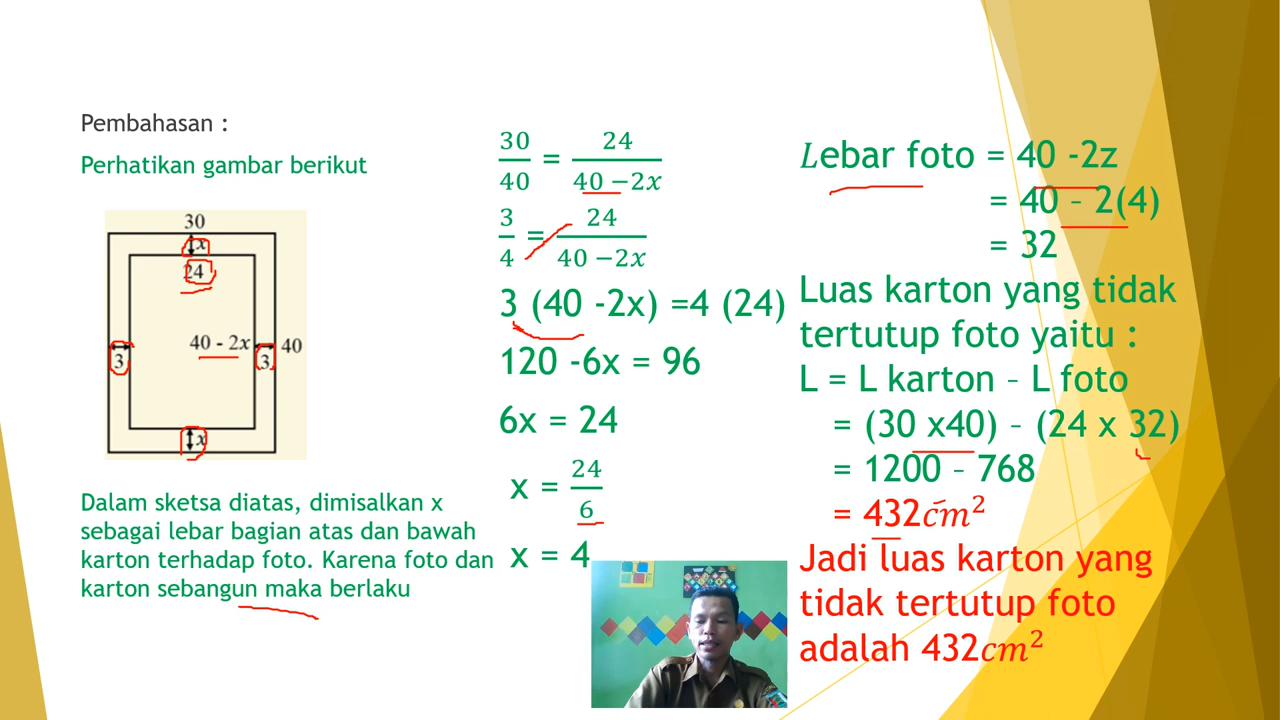 Pembahasan :
Perhatikan gambar berikut
30
x
24
40 - 2x
40
3
3
x
Dalam sketsa diatas, dimisalkan x
sebagai lebar bagian atas dan bawah
karton terhadap foto. Karena foto dan
karton sebangun maka berlaku
30/40 = 24/(40 −2x)
3/4 = 24/(40 −2x)
3 (40 -2x) =4 (24)
120 -6x = 96
6x = 24
x = 24/6
x = 4
Lebar foto = 40 -2z
= 40 – 2(4)
= 32
Luas karton yang tidak
tertutup foto yaitu :
L = L karton – L foto
= (30 x40) – (24 x 32)
= 1200 – 768
= 432cm²
Jadi luas karton yang
tidak tertutup foto
adalah 432cm²